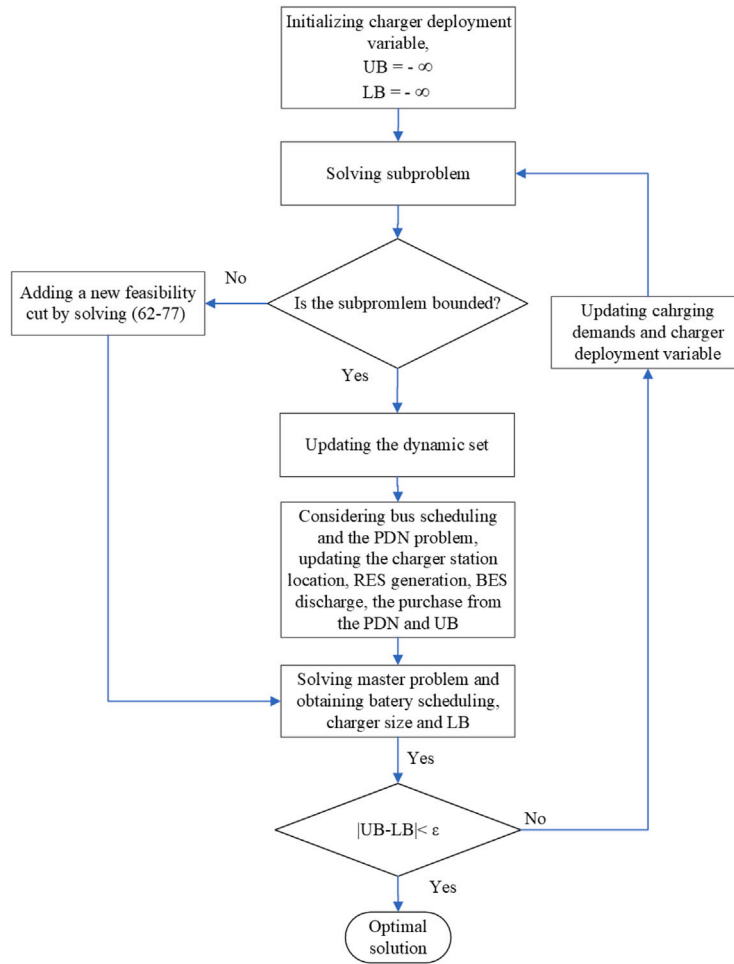 Initializing charger deployment
variable,
UB = - ∞
LB = - ∞
Solving subproblem
Is the subpromlem bounded?
No
Adding a new feasibility
cut by solving (62-77)
Updating cahrging
demands and charger
deployment variable
Yes
Updating the dynamic set
Considering bus scheduling
and the PDN problem,
updating the charger station
location, RES generation, BES
discharge, the purchase from
the PDN and UB
Solving master problem and
obtaining batery scheduling,
charger size and LB
Yes
|UB-LB|< ε
No
Yes
Optimal
solution